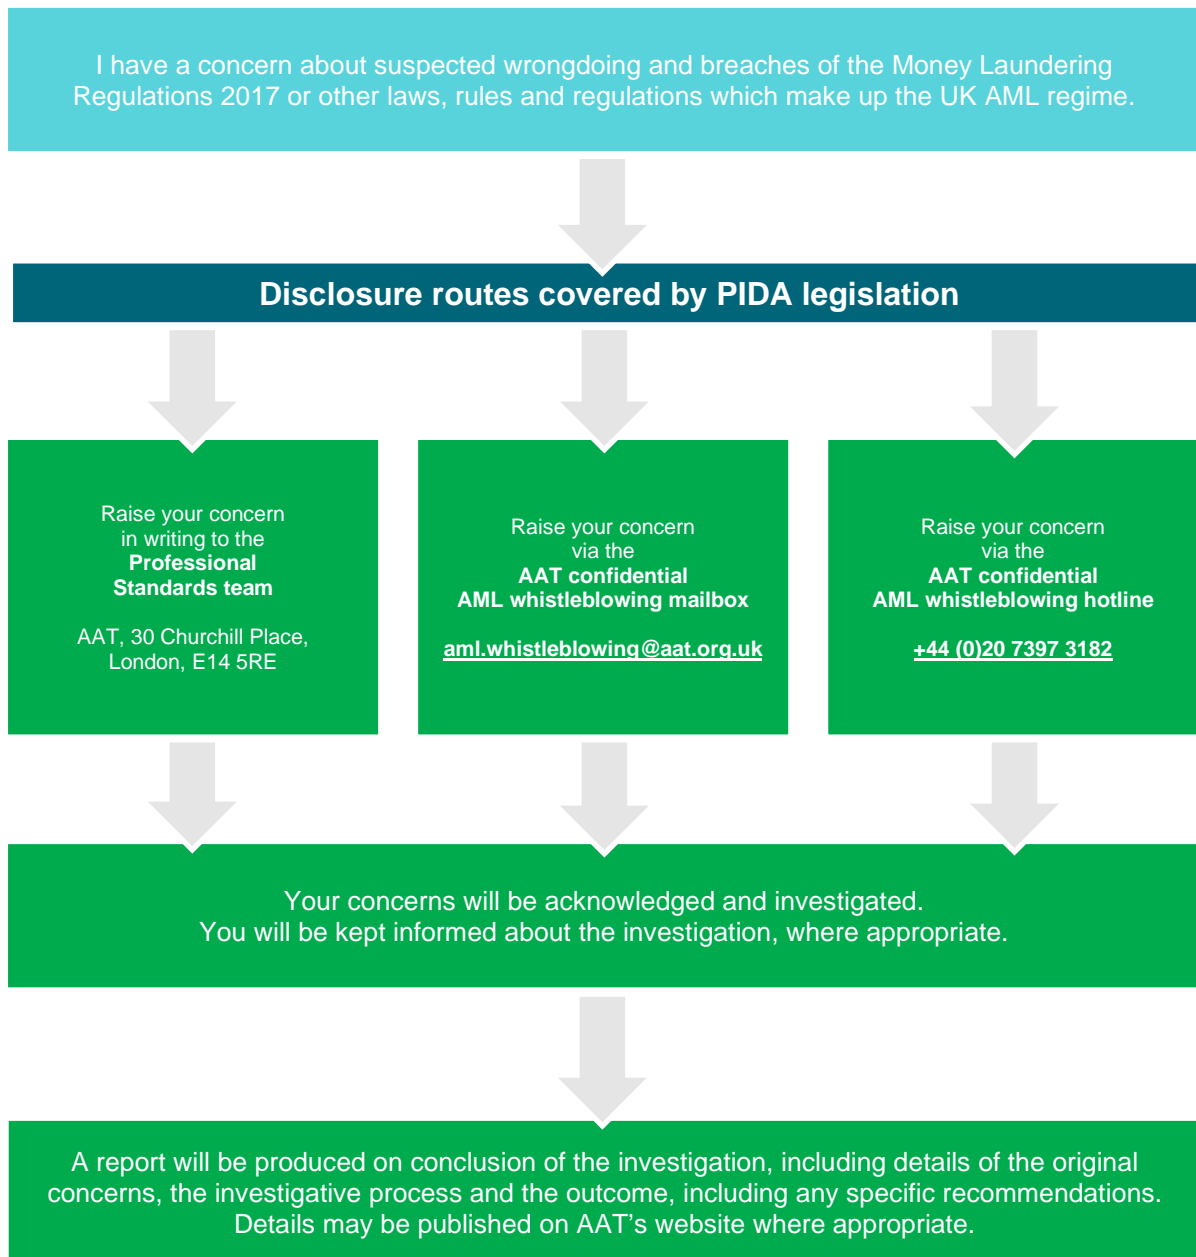 I have a concern about suspected wrongdoing and breaches of the Money Laundering
Regulations 2017 or other laws, rules and regulations which make up the UK AML regime.
Disclosure routes covered by PIDA legislation
Raise your concern
in writing to the
Professional
Standards team
AAT, 30 Churchill Place,
London, E14 5RE
Raise your concern
via the
AAT confidential
AML whistleblowing mailbox
aml.whistleblowing@aat.org.uk
Raise your concern
via the
AAT confidential
AML whistleblowing hotline
+44 (0)20 7397 3182
Your concerns will be acknowledged and investigated.
You will be kept informed about the investigation, where appropriate.
A report will be produced on conclusion of the investigation, including details of the original
concerns, the investigative process and the outcome, including any specific recommendations.
Details may be published on AAT’s website where appropriate.